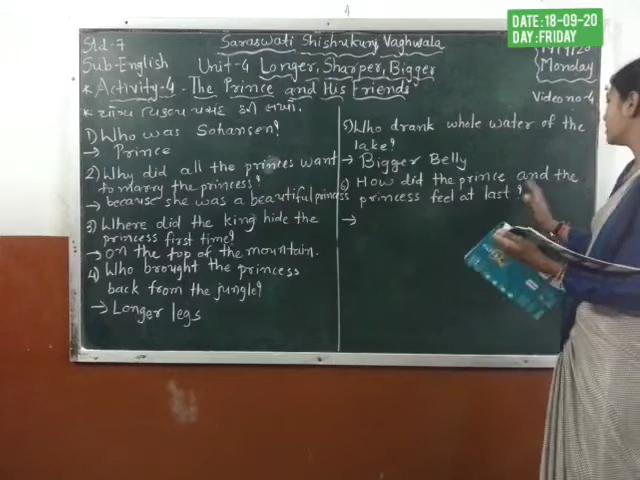 DATE:18-09-20
DAY:FRIDAY
Std-7
Saraswati Shishukunj Vaghwala
Sub-English
Unit-4 Longer, Sharper, Bigger
Monday
* Activity-4 - The Prince and His Friends
Video no-4
* યોગ્ય વિકલ્પ પસંદ કરી લખો.
1) Who was Sohansen?
→ Prince
2) Why did all the princes want
to marry the princess?
→ because she was a beautiful princess
3) Where did the king hide the
princess first time?
→ on the top of the mountain.
4) Who brought the princess
back from the jungle?
→ Longer legs
5) Who drank whole water of the
lake?
→ Bigger Belly
6) How did the prince and the
princess feel at last?
→